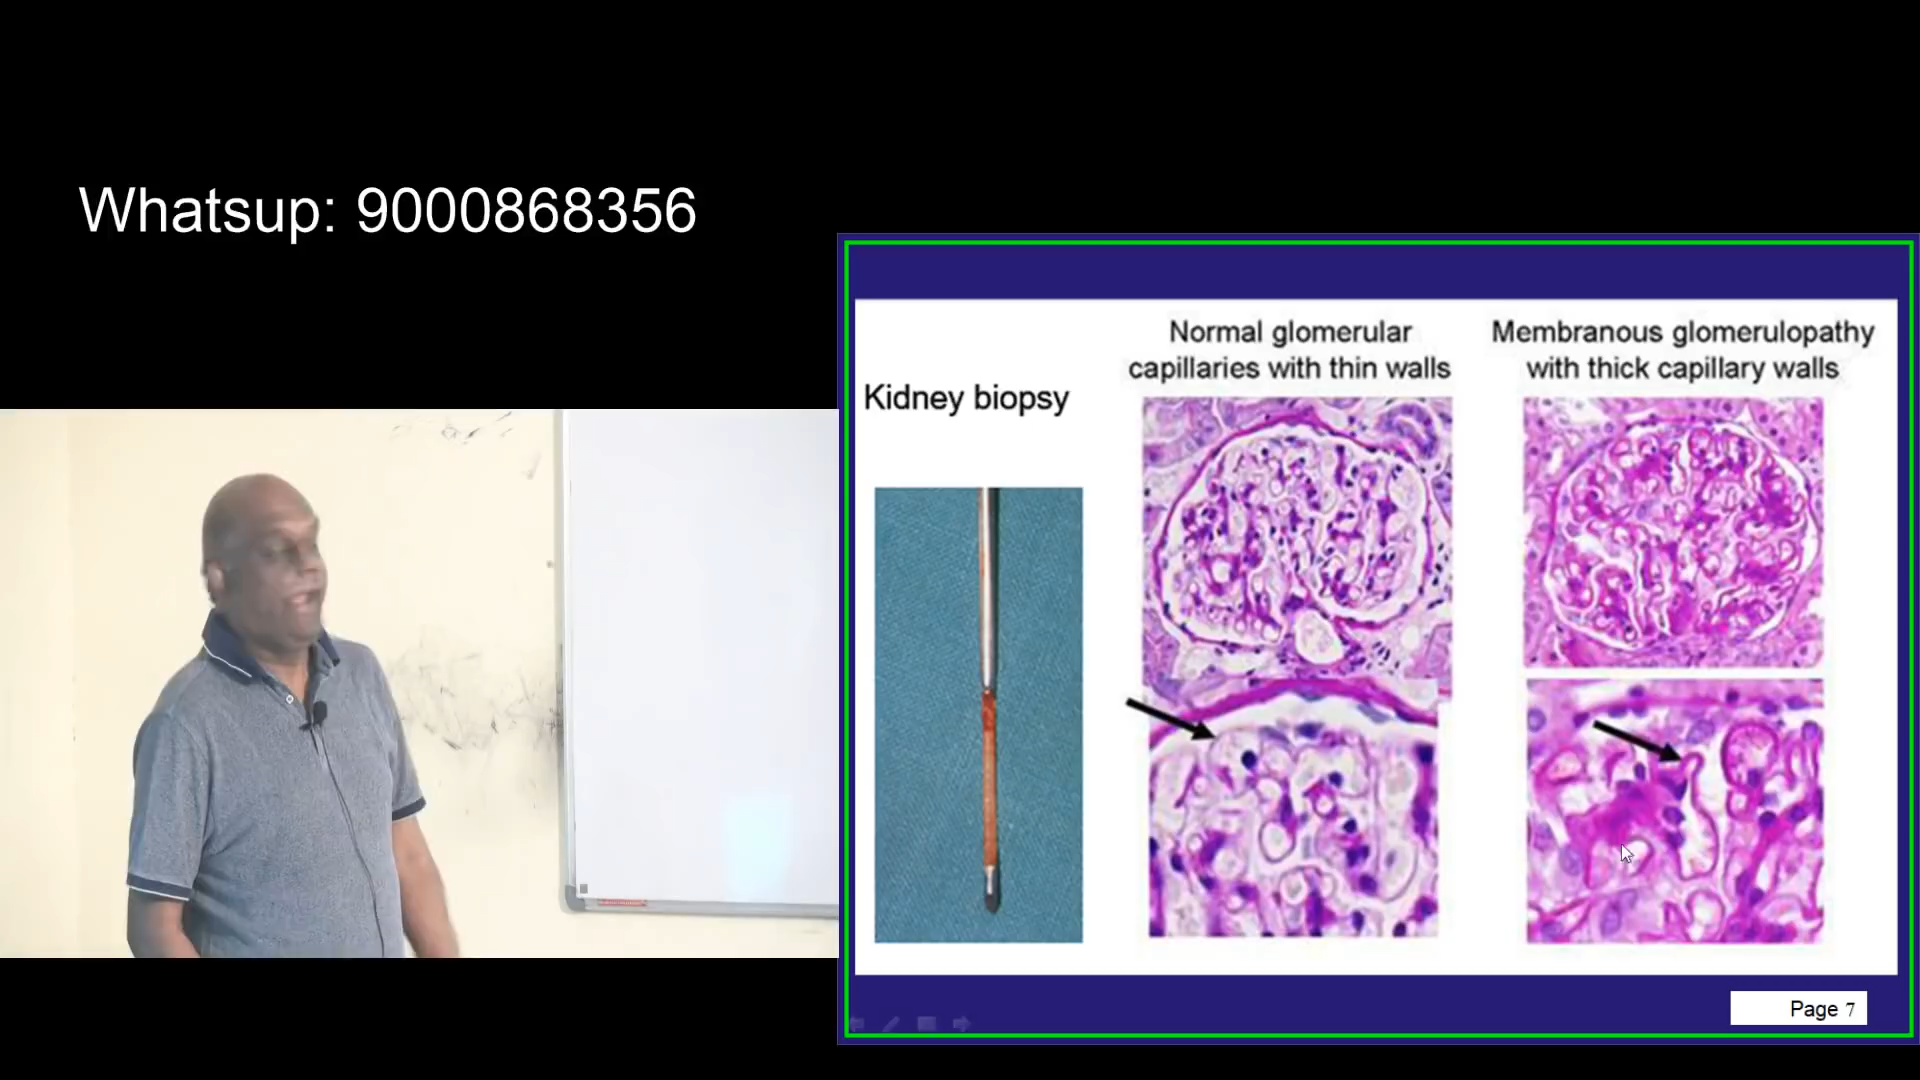 Whatsup: 9000868356
Kidney biopsy
Normal glomerular
capillaries with thin walls
Membranous glomerulopathy
with thick capillary walls
Page 7